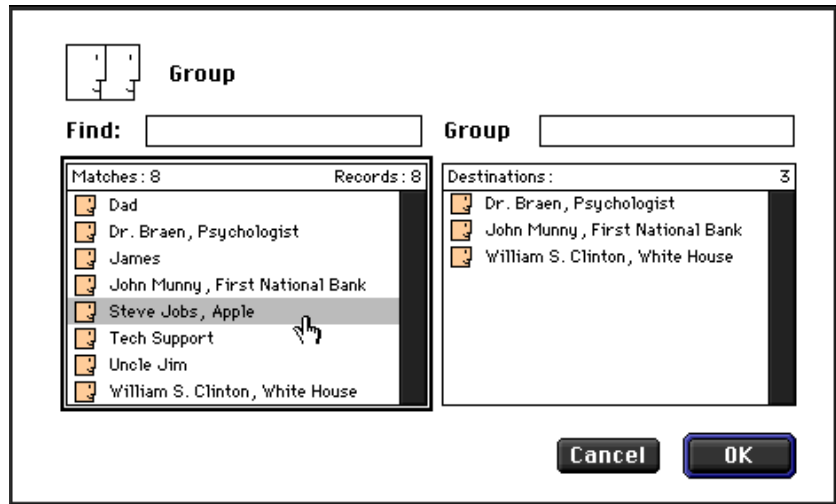 Group
Find:
Group
Matches: 8
Records: 8
Dad
Dr. Braen, Psychologist
James
John Munny, First National Bank
Steve Jobs, Apple
Tech Support
Uncle Jim
William S. Clinton, White House
Destinations:
3
Dr. Braen, Psychologist
John Munny, First National Bank
William S. Clinton, White House
Cancel
OK